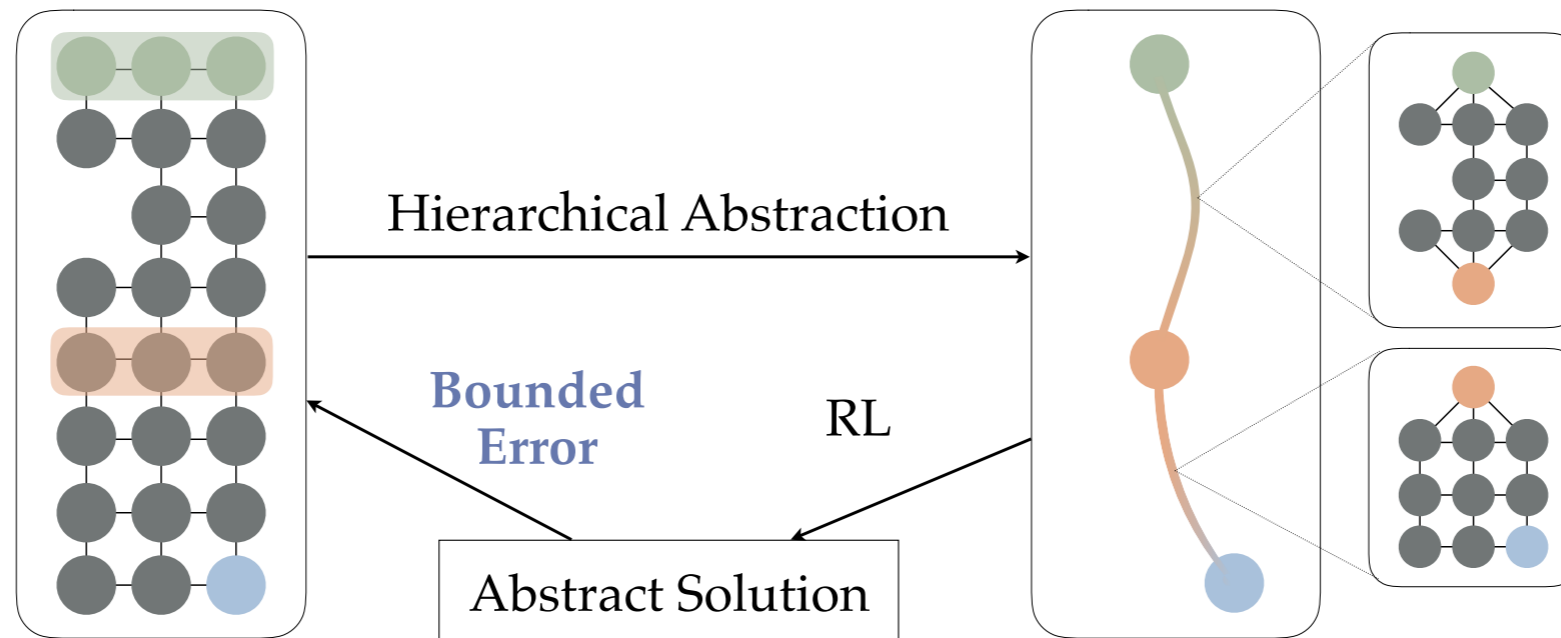 Hierarchical Abstraction
Bounded
Error
RL
Abstract Solution